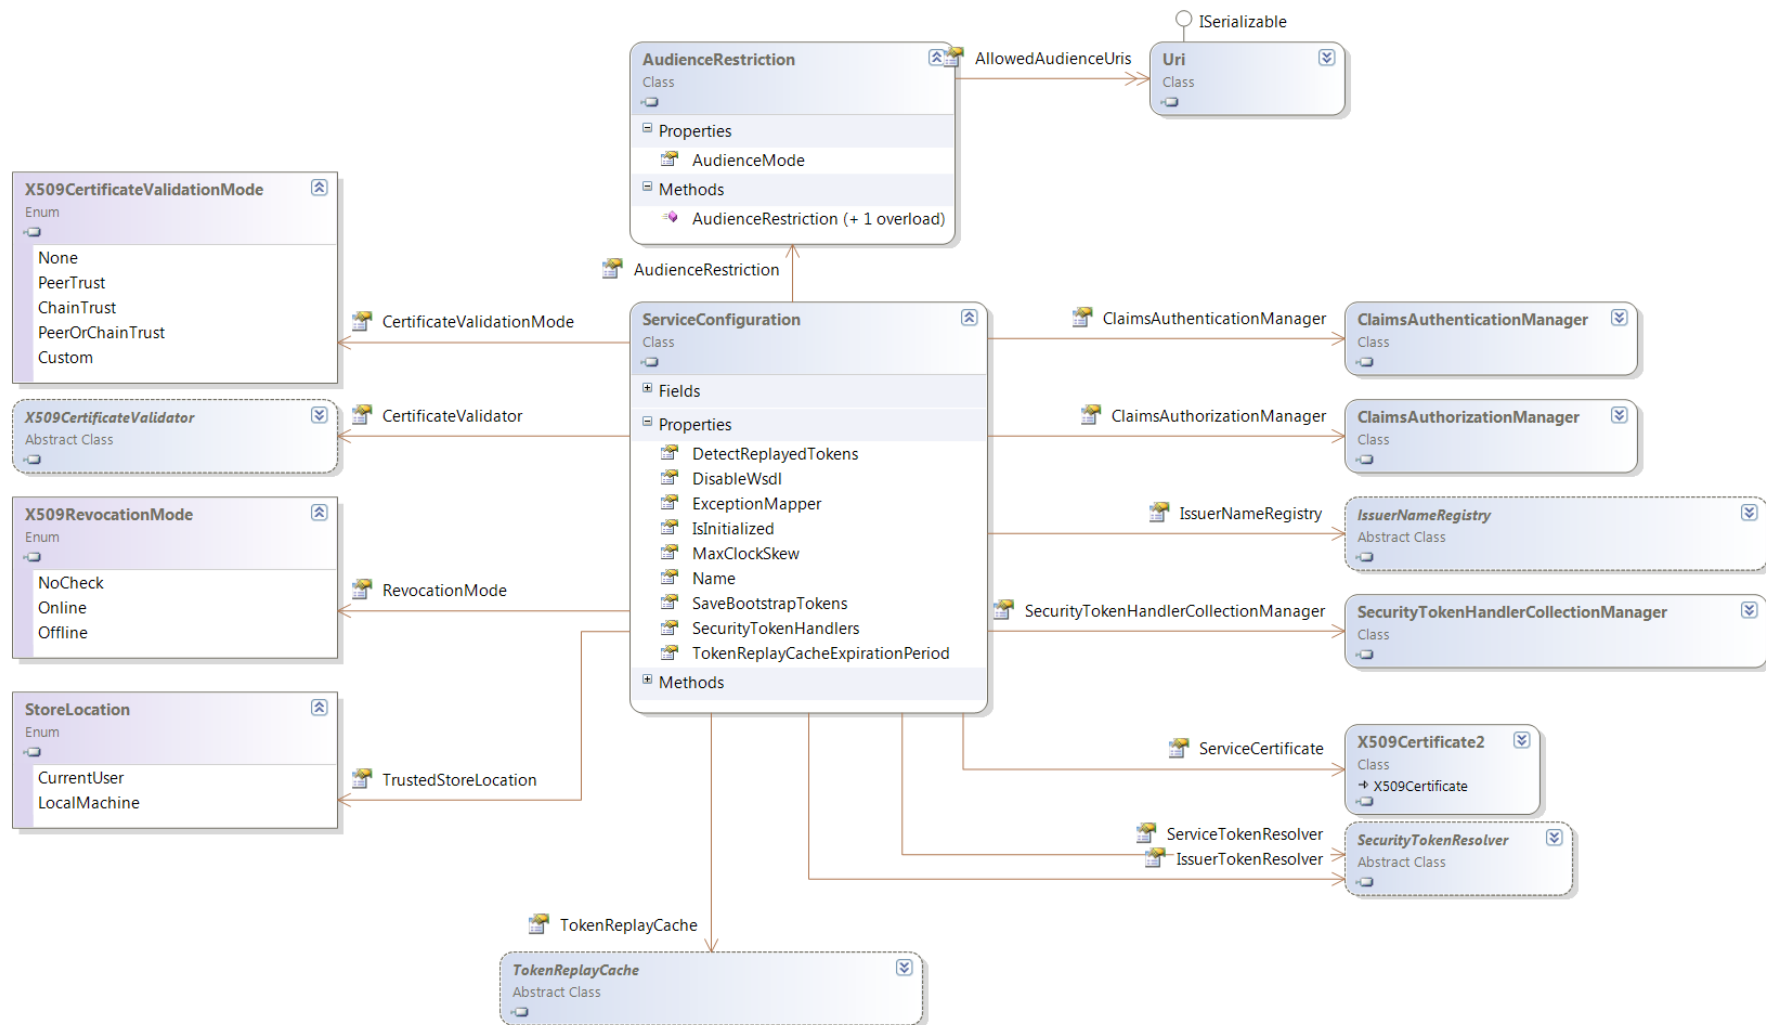 ISerializable
AudienceRestriction
Class
AllowedAudienceUris
Uri
Class
Properties
AudienceMode
Methods
AudienceRestriction (+ 1 overload)
AudienceRestriction
X509CertificateValidationMode
Enum
None
PeerTrust
ChainTrust
PeerOrChainTrust
Custom
CertificateValidationMode
X509CertificateValidator
Abstract Class
CertificateValidator
X509RevocationMode
Enum
NoCheck
Online
Offline
RevocationMode
StoreLocation
Enum
CurrentUser
LocalMachine
TrustedStoreLocation
ServiceConfiguration
Class
Fields
Properties
DetectReplayedTokens
DisableWsdl
ExceptionMapper
IsInitialized
MaxClockSkew
Name
SaveBootstrapTokens
SecurityTokenHandlers
TokenReplayCacheExpirationPeriod
Methods
ClaimsAuthenticationManager
ClaimsAuthenticationManager
Class
ClaimsAuthorizationManager
ClaimsAuthorizationManager
Class
IssuerNameRegistry
IssuerNameRegistry
Abstract Class
SecurityTokenHandlerCollectionManager
SecurityTokenHandlerCollectionManager
Class
ServiceCertificate
X509Certificate2
Class
X509Certificate
ServiceTokenResolver
IssuerTokenResolver
SecurityTokenResolver
Abstract Class
TokenReplayCache
TokenReplayCache
Abstract Class